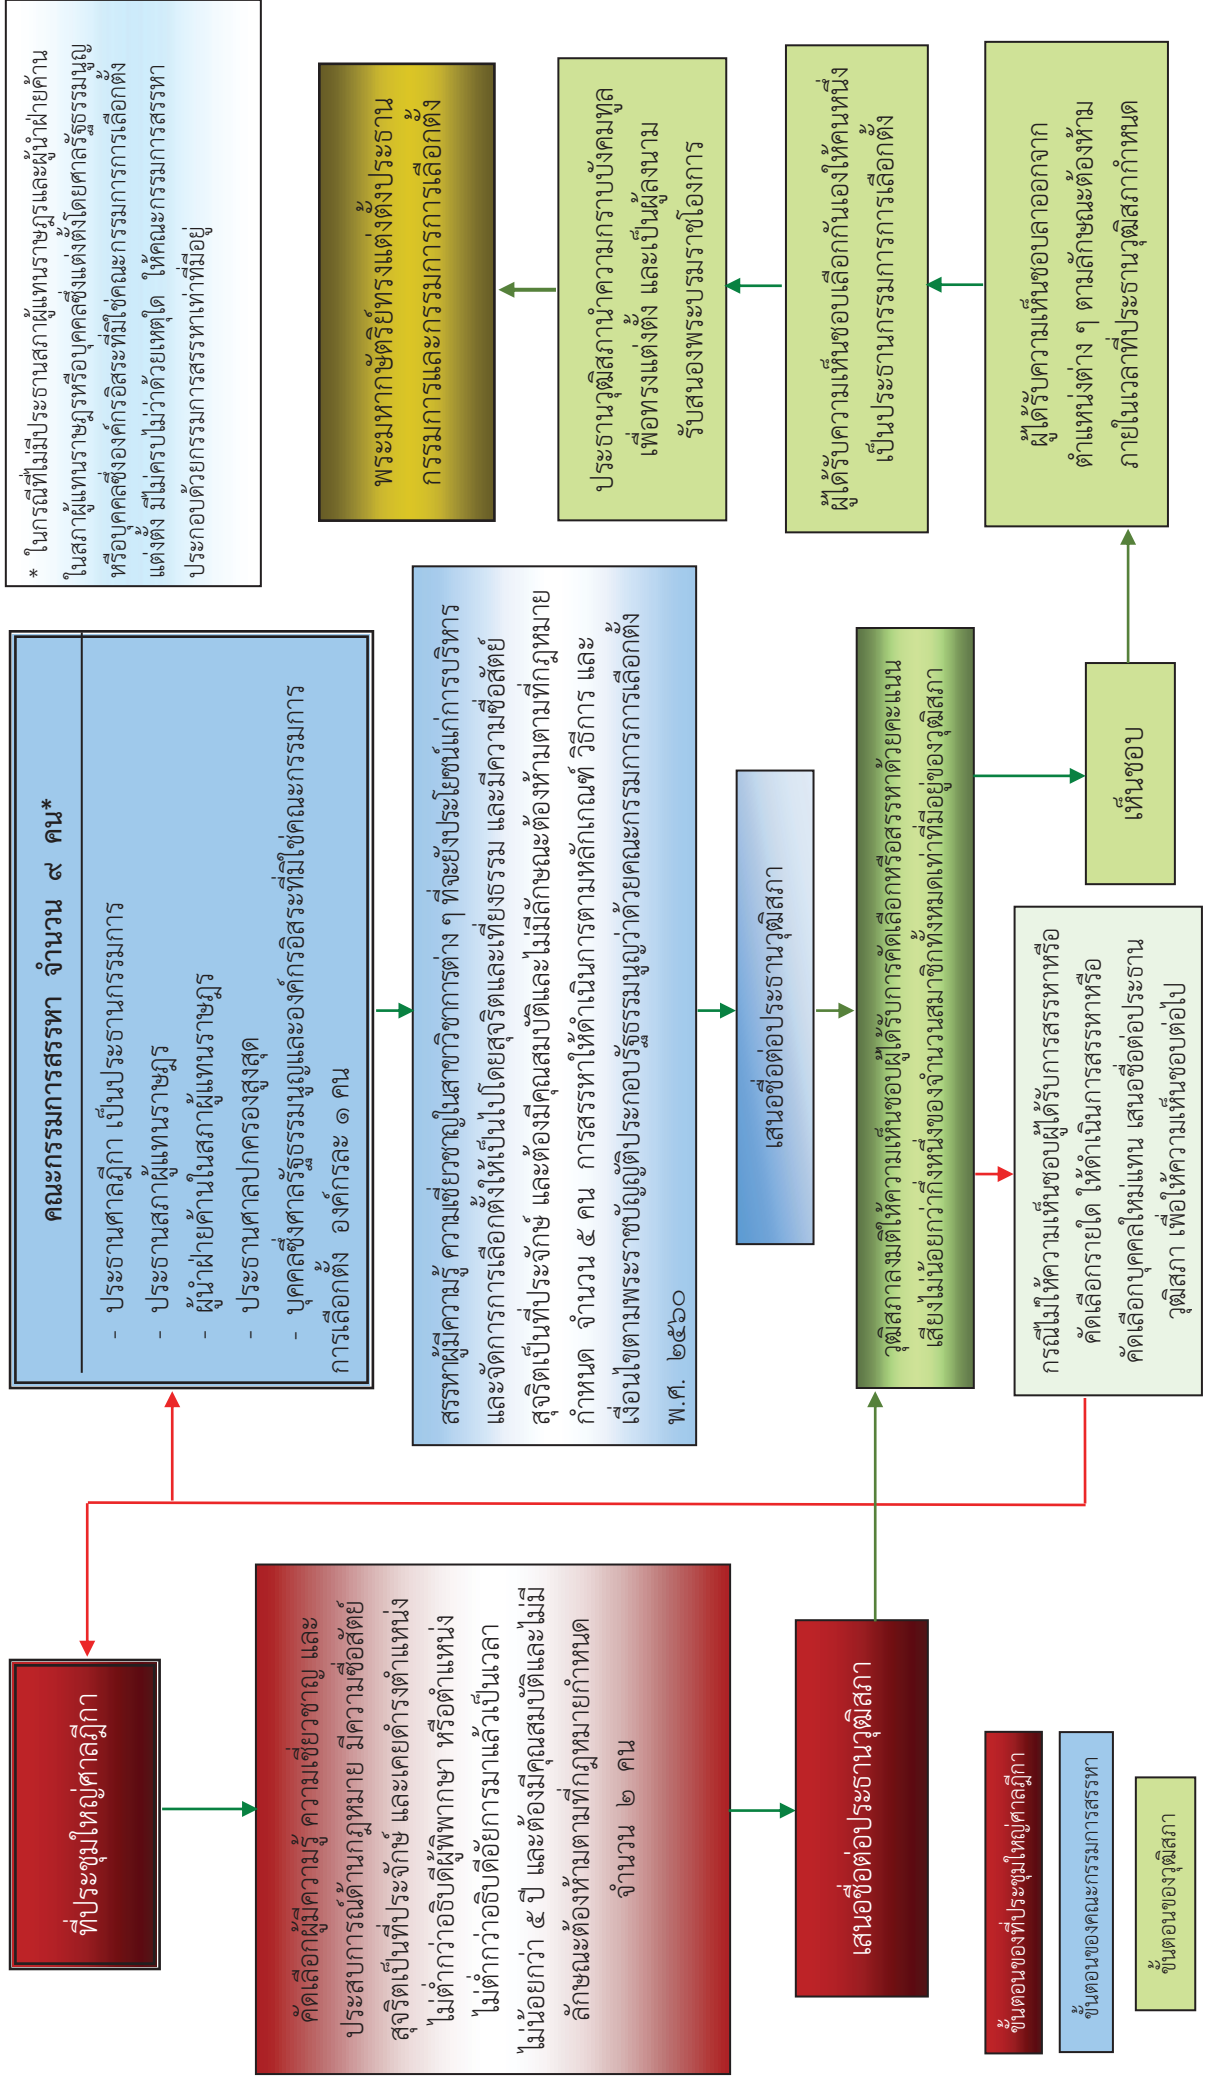 ที่ประชุมใหญ่ศาลฎีกา
คัดเลือกผู้มีความรู้ ความเชี่ยวชาญ และ
ประสบการณ์ด้านกฎหมาย มีความซื่อสัตย์
สุจริตเป็นที่ประจักษ์ และเคยดำรงตำแหน่ง
ไม่ต่ำกว่าอธิบดีผู้พิพากษา หรือตำแหน่ง
ไม่ต่ำกว่าอธิบดีอัยการมาแล้วเป็นเวลา
ไม่น้อยกว่า ๕ ปี และต้องมีคุณสมบัติและไม่มี
ลักษณะต้องห้ามตามที่กฎหมายกำหนด
จำนวน ๒ คน
เสนอชื่อต่อประธานวุฒิสภา
ขั้นตอนของที่ประชุมใหญ่ศาลฎีกา
ขั้นตอนของคณะกรรมการสรรหา
ขั้นตอนของวุฒิสภา
คณะกรรมการสรรหา จำนวน ๙ คน*
- ประธานศาลฎีกา เป็นประธานกรรมการ
- ประธานสภาผู้แทนราษฎร
- ผู้นำฝ่ายค้านในสภาผู้แทนราษฎร
- ประธานศาลปกครองสูงสุด
- บุคคลซึ่งศาลรัฐธรรมนูญและองค์กรอิสระที่มิใช่คณะกรรมการ
การเลือกตั้ง องค์กรละ ๑ คน
สรรหาผู้มีความรู้ ความเชี่ยวชาญในสาขาวิชาการต่าง ๆ ที่จะยังประโยชน์แก่การบริหาร
และจัดการการเลือกตั้งให้เป็นไปโดยสุจริตและเที่ยงธรรม และมีความซื่อสัตย์
สุจริตเป็นที่ประจักษ์ และต้องมีคุณสมบัติและไม่มีลักษณะต้องห้ามตามที่กฎหมาย
กำหนด จำนวน ๕ คน การสรรหาให้ดำเนินการตามหลักเกณฑ์ วิธีการ และ
เงื่อนไขตามพระราชบัญญัติประกอบรัฐธรรมนูญว่าด้วยคณะกรรมการการเลือกตั้ง
พ.ศ. ๒๕๖๐
เสนอชื่อต่อประธานวุฒิสภา
วุฒิสภาลงมติให้ความเห็นชอบผู้ได้รับการคัดเลือกหรือสรรหาด้วยคะแนน
เสียงไม่น้อยกว่ากึ่งหนึ่งของจำนวนสมาชิกทั้งหมดเท่าที่มีอยู่ของวุฒิสภา
กรณีไม่ให้ความเห็นชอบผู้ได้รับการสรรหาหรือ
คัดเลือกรายใด ให้ดำเนินการสรรหาหรือ
คัดเลือกบุคคลใหม่แทน เสนอชื่อต่อประธาน
วุฒิสภา เพื่อให้ความเห็นชอบต่อไป
เห็นชอบ
* ในกรณีที่ไม่มีประธานสภาผู้แทนราษฎรและผู้นำฝ่ายค้าน
ในสภาผู้แทนราษฎรหรือบุคคลซึ่งแต่งตั้งโดยศาลรัฐธรรมนูญ
หรือบุคคลซึ่งองค์กรอิสระที่มิใช่คณะกรรมการการเลือกตั้ง
แต่งตั้ง มีไม่ครบไม่ว่าด้วยเหตุใด ให้คณะกรรมการสรรหา
ประกอบด้วยกรรมการสรรหาเท่าที่มีอยู่
พระมหากษัตริย์ทรงแต่งตั้งประธาน
กรรมการและกรรมการการเลือกตั้ง
ประธานวุฒิสภานำความกราบบังคมทูล
เพื่อทรงแต่งตั้ง และเป็นผู้ลงนาม
รับสนองพระบรมราชโองการ
ผู้ได้รับความเห็นชอบเลือกกันเองให้คนหนึ่ง
เป็นประธานกรรมการการเลือกตั้ง
ผู้ได้รับความเห็นชอบลาออกจาก
ตำแหน่งต่าง ๆ ตามลักษณะต้องห้าม
ภายในเวลาที่ประธานวุฒิสภากำหนด